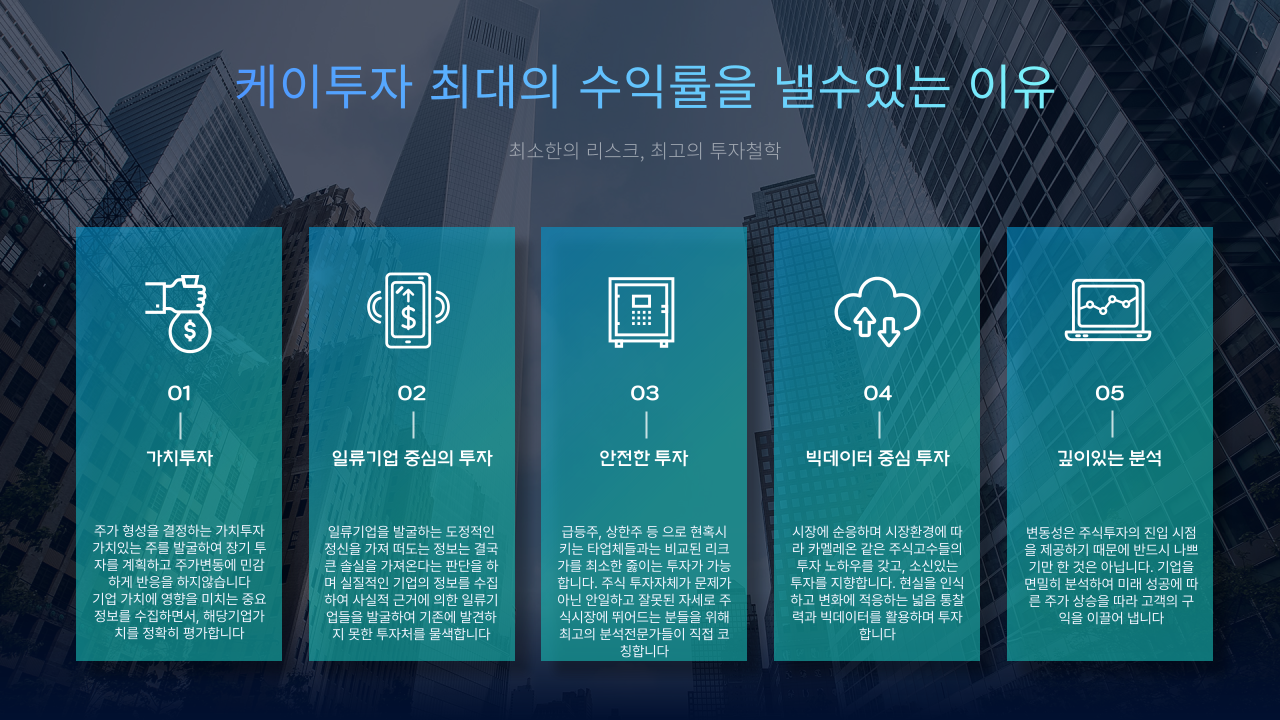 케이투자 최대의 수익률을 낼수있는 이유
최소한의 리스크, 최고의 투자철학
01
가치투자
주가 형성을 결정하는 가치투자
가치있는 주를 발굴하여 장기 투
자를 계획하고 주가변동에 민감
하게 반응을 하지않습니다
기업 가치에 영향을 미치는 중요
정보를 수집하면서, 해당기업가
치를 정확히 평가합니다
02
일류기업 중심의 투자
일류기업을 발굴하는 도정적인
정신을 가져 떠도는 정보는 결국
큰 솔실을 가져온다는 판단을 하
며 실질적인 기업의 정보를 수집
하여 사실적 근거에 의한 일류기
업들을 발굴하여 기존에 발견하
지 못한 투자처를 물색합니다
03
안전한 투자
급등주, 상한주 등 으로 현혹시
키는 타업체들과는 비교된 리크
가를 최소한 줄이는 투자가 가능
합니다. 주식 투자자체가 문제가
아닌 안일하고 잘못된 자세로 주
식시장에 뛰어드는 분들을 위해
최고의 분석전문가들이 직접 코
칭합니다
04
빅데이터 중심 투자
시장에 순응하며 시장환경에 따
라 카멜레온 같은 주식고수들의
투자 노하우를 갖고, 소신있는
투자를 지향합니다. 현실을 인식
하고 변화에 적응하는 넓음 통찰
력과 빅데이터를 활용하며 투자
합니다
05
깊이있는 분석
변동성은 주식투자의 진입 시점
을 제공하기 때문에 반드시 나쁘
기만 한 것은 아닙니다. 기업을
면밀히 분석하여 미래 성공에 따
른 주가 상승을 따라 고객의 구
익을 이끌어 냅니다